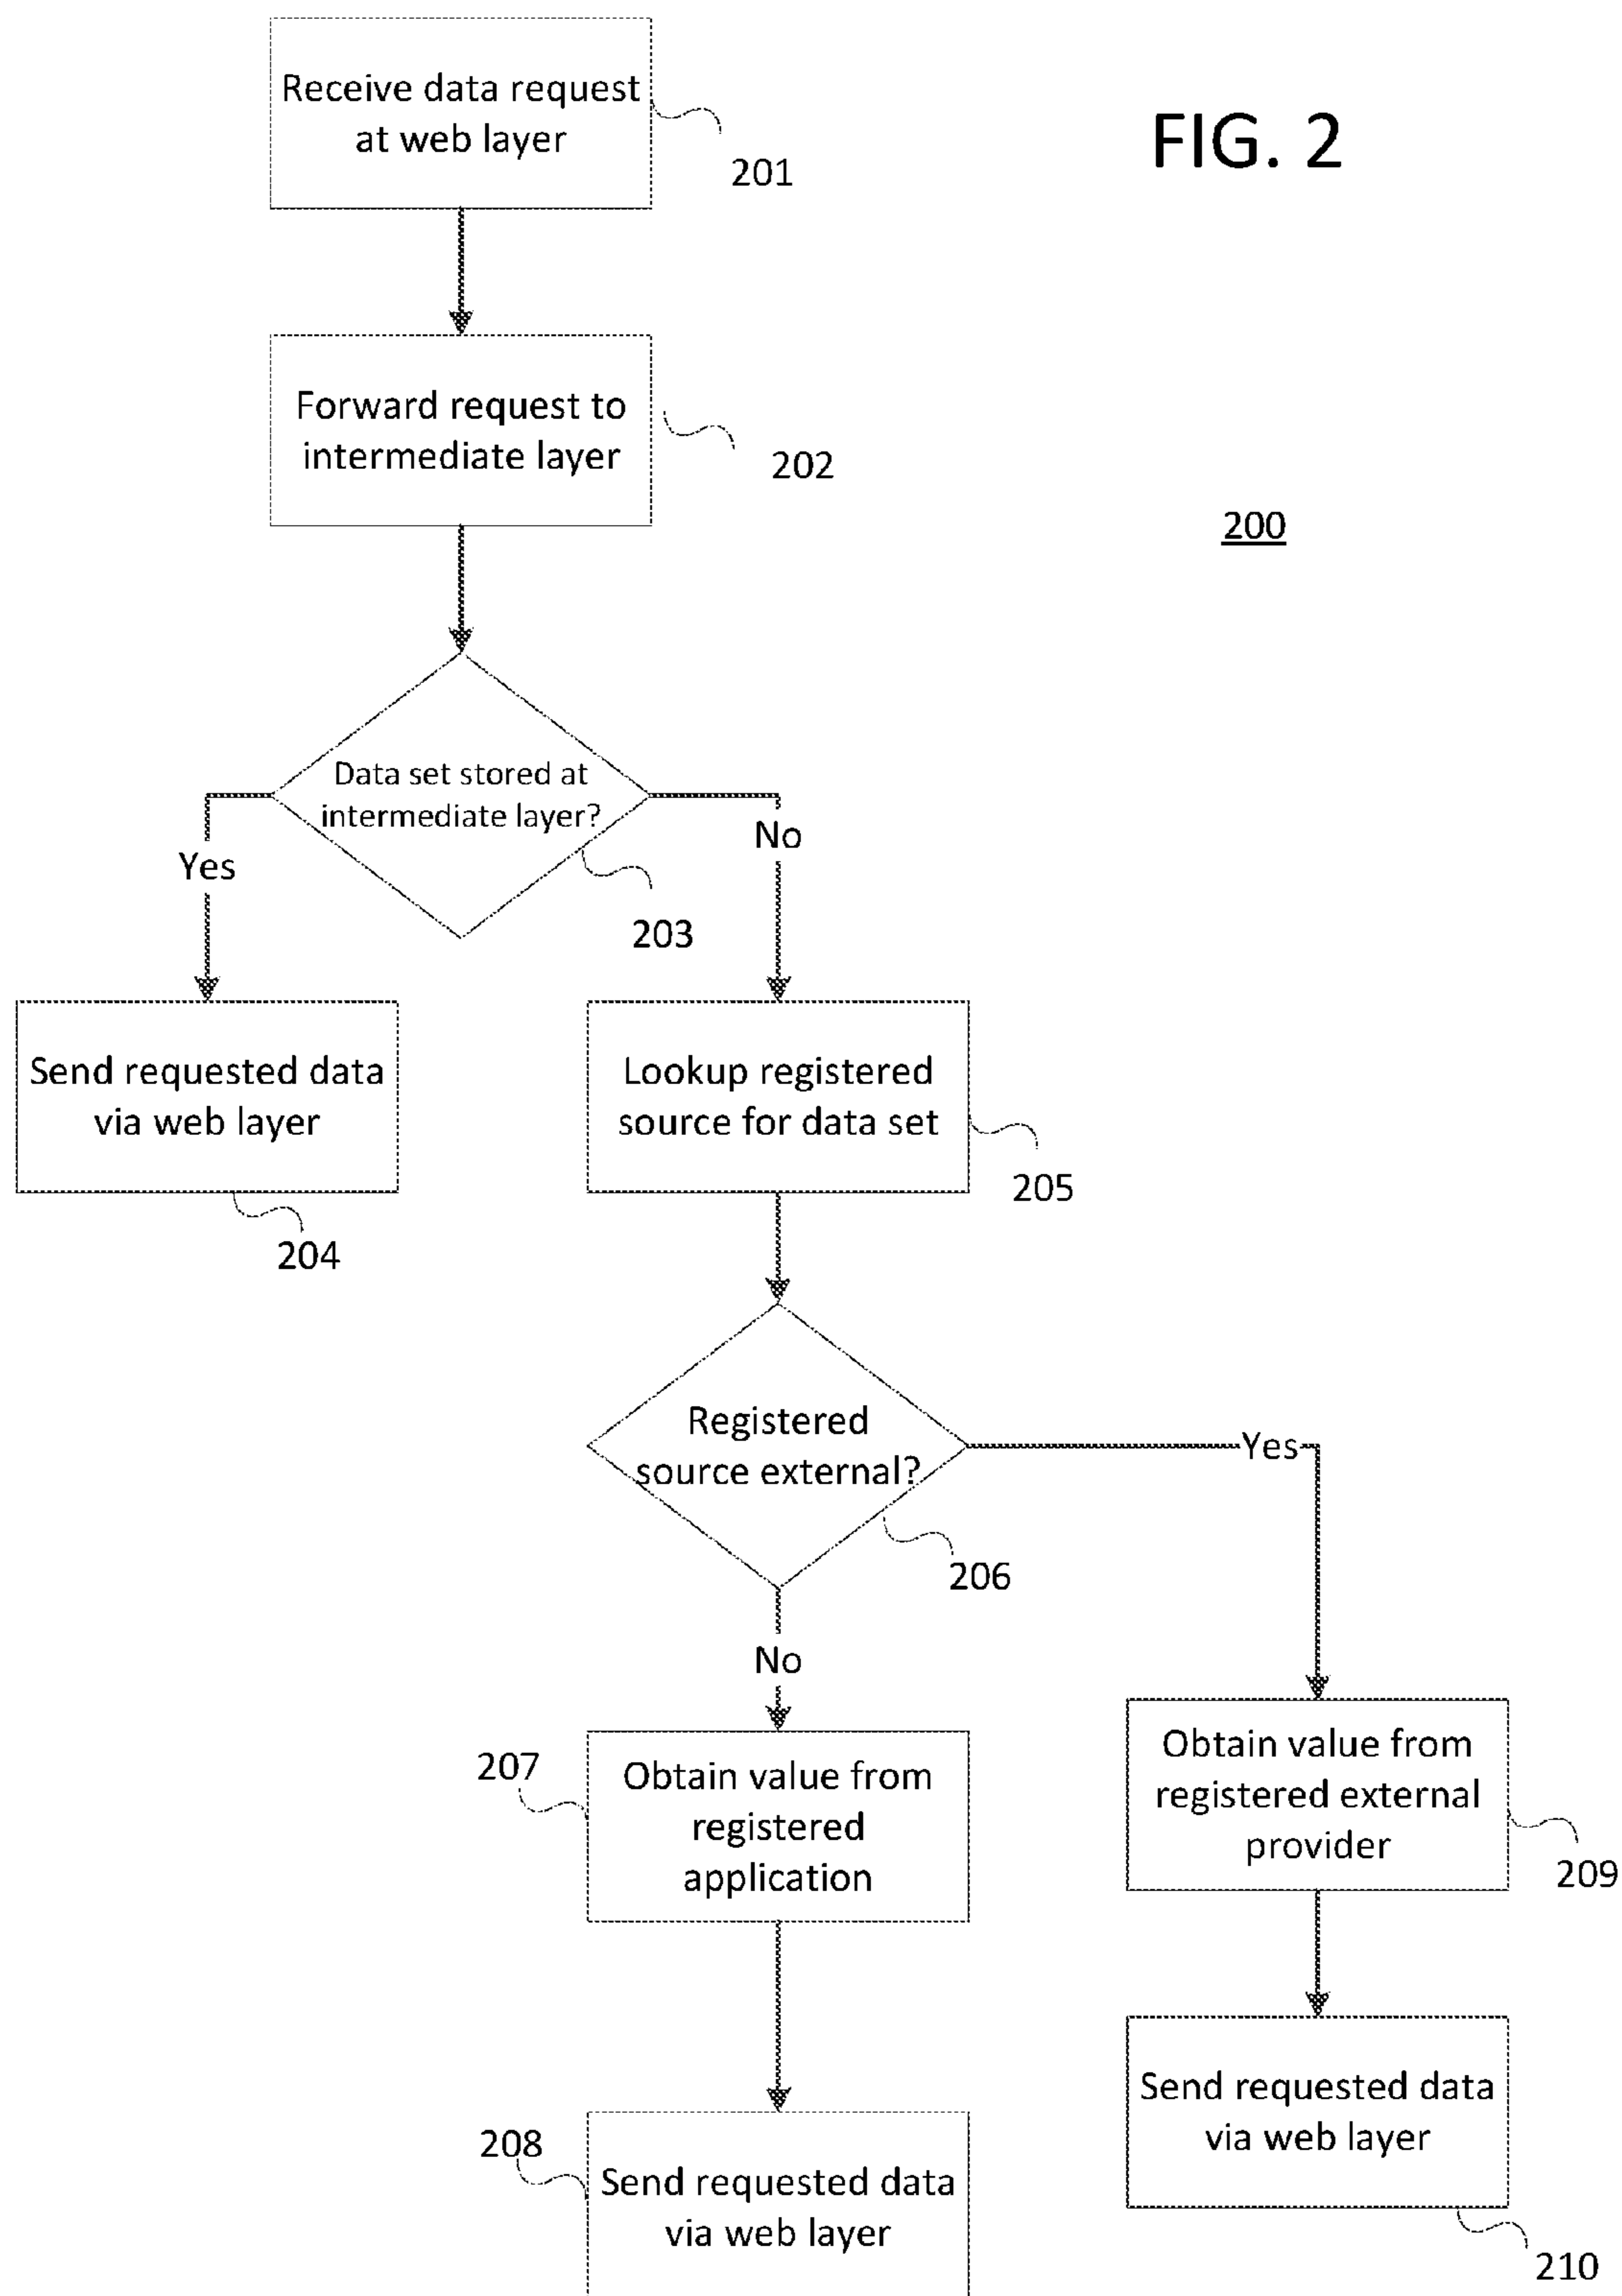 Receive data request
at web layer
201
FIG. 2
Forward request to
intermediate layer
202
200
Data set stored at
intermediate layer?
203
Yes
No
Send requested data
via web layer
204
Lookup registered
source for data set
205
Registered
source external?
206
Yes
No
207
Obtain value from
registered
application
Obtain value from
registered external
provider
209
208
Send requested data
via web layer
Send requested data
via web layer
210